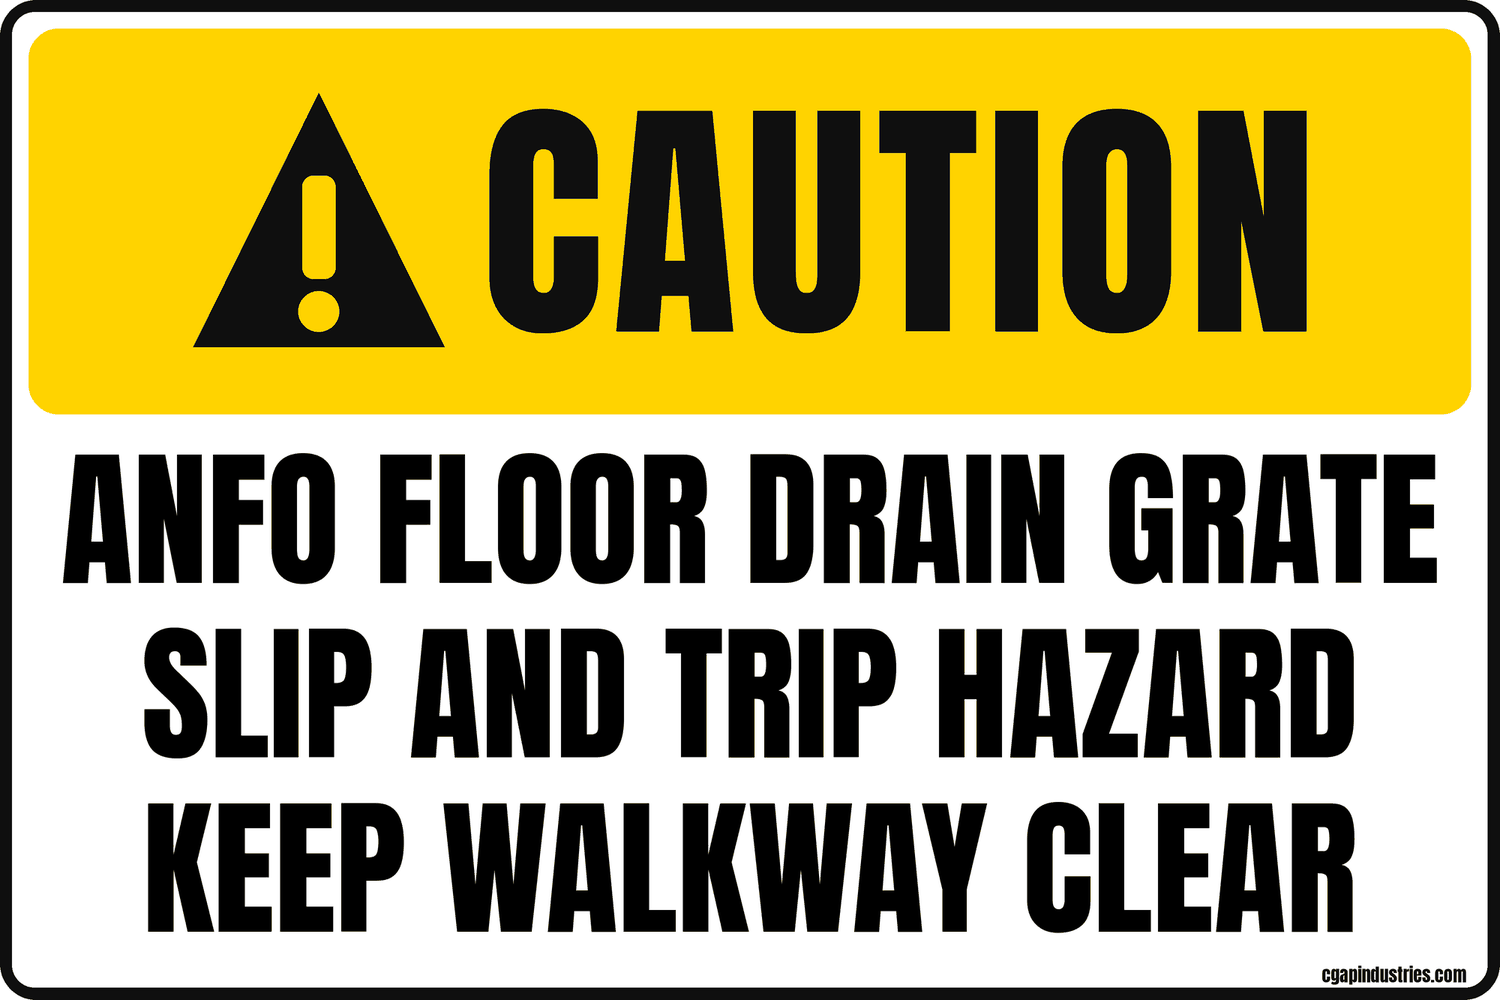 CAUTION
ANFO FLOOR DRAIN GRATE
SLIP AND TRIP HAZARD
KEEP WALKWAY CLEAR
cgapindustries.com